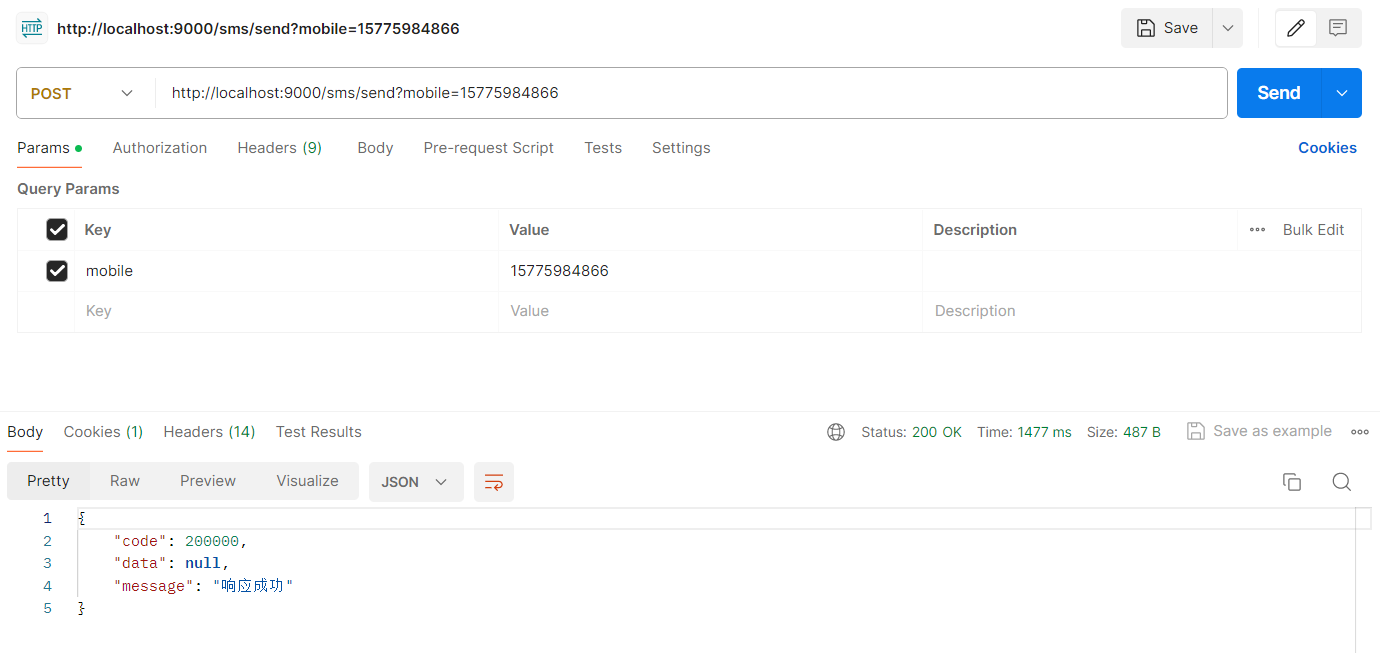 HTTP http://localhost:9000/sms/send?mobile=15775984866 Save
POST http://localhost:9000/sms/send?mobile=15775984866 Send
Params Authorization Headers (9) Body Pre-request Script Tests Settings Cookies
Query Params
Key Value Description Bulk Edit
mobile 15775984866
Key Value Description
Body Cookies (1) Headers (14) Test Results Status: 200 OK Time: 1477 ms Size: 487 B Save as example
Pretty Raw Preview Visualize JSON
1 {
2 "code": 200000,
3 "data": null,
4 "message": "响应成功"
5 }